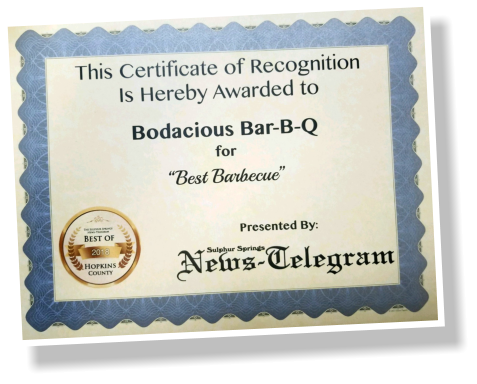 This Certificate of Recognition
Is Hereby Awarded to
Bodacious Bar-B-Q
for
"Best Barbecue"
Presented By:
Sulphur Springs
News-Telegram
BEST OF
HOPKINS
COUNTY